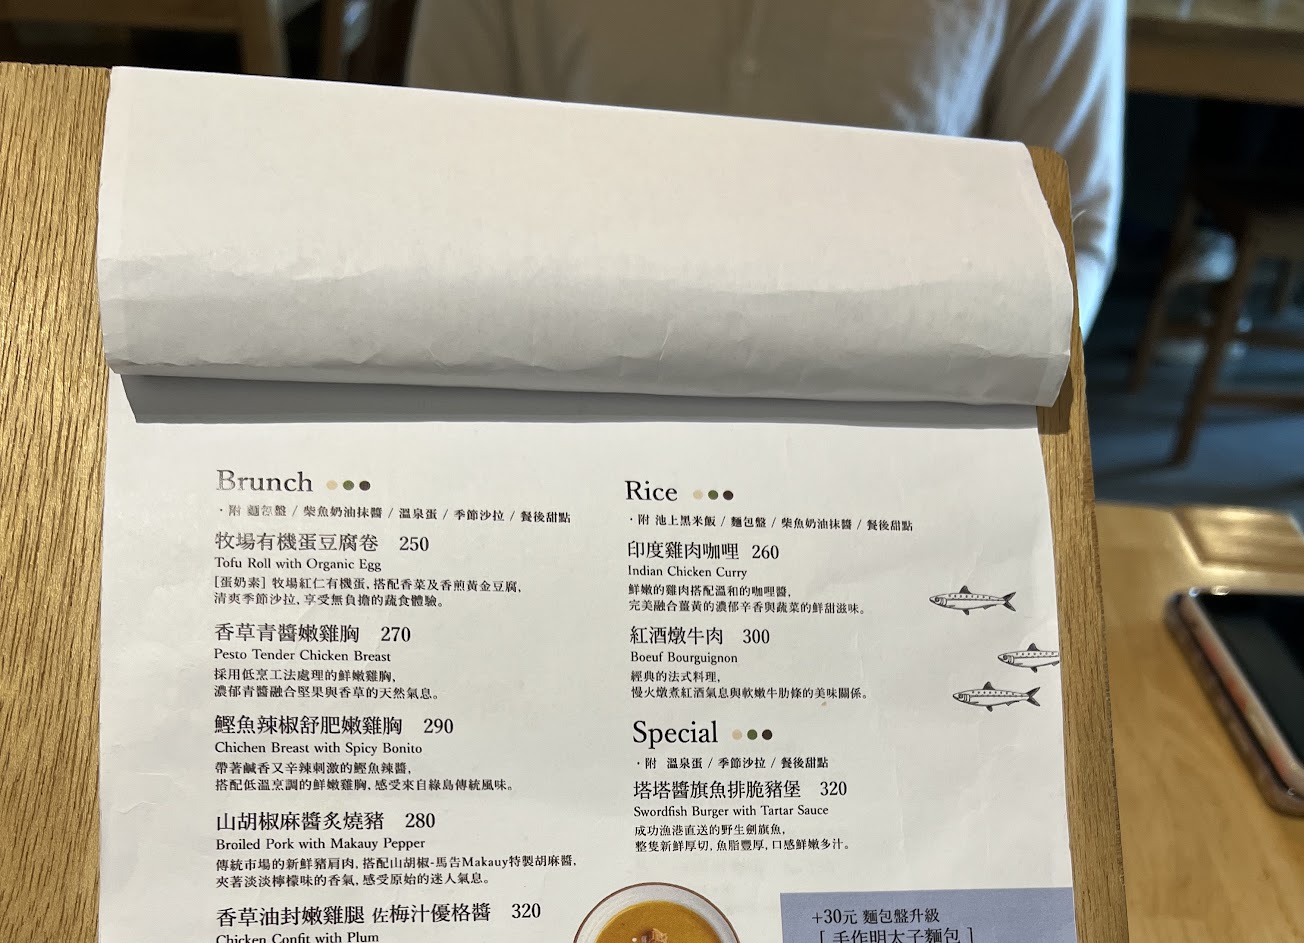 Brunch
・附 麵包盤 / 柴魚奶油抹醬 / 溫泉蛋 / 季節沙拉 / 餐後甜點
牧場有機蛋豆腐卷 250
Tofu Roll with Organic Egg
[蛋奶素] 牧場紅仁有機蛋, 搭配香菜及香煎黃金豆腐,
清爽季節沙拉, 享受無負擔的蔬食體驗。
香草青醬嫩雞胸 270
Pesto Tender Chicken Breast
採用低烹工法處理的鮮嫩雞胸,
濃郁青醬融合堅果與香草的天然氣息。
鰹魚辣椒舒肥嫩雞胸 290
Chichen Breast with Spicy Bonito
帶著鹹香又辛辣刺激的鰹魚辣醬,
搭配低溫烹調的鮮嫩雞胸, 感受來自綠島傳統風味。
山胡椒麻醬炙燒豬 280
Broiled Pork with Makauy Pepper
傳統市場的新鮮豬肩肉, 搭配山胡椒-馬告Makauy特製胡麻醬,
夾著淡淡檸檬味的香氣, 感受原始的迷人氣息。
香草油封嫩雞腿 佐梅汁優格醬 320
Chicken Confit with Plum
Rice
・附 池上黑米飯 / 麵包盤 / 柴魚奶油抹醬 / 餐後甜點
印度雞肉咖哩 260
Indian Chicken Curry
鮮嫩的雞肉搭配溫和的咖哩醬,
完美融合薑黃的濃郁辛香與蔬菜的鮮甜滋味。
紅酒燉牛肉 300
Boeuf Bourguignon
經典的法式料理,
慢火燉煮紅酒氣息與軟嫩牛肋條的美味關係。
Special
・附 溫泉蛋 / 季節沙拉 / 餐後甜點
塔塔醬旗魚排脆豬堡 320
Swordfish Burger with Tartar Sauce
成功漁港直送的野生劍旗魚,
整隻新鮮厚切, 魚脂豐厚, 口感鮮嫩多汁。
+30元 麵包盤升級
[ 手作明太子麵包 ]